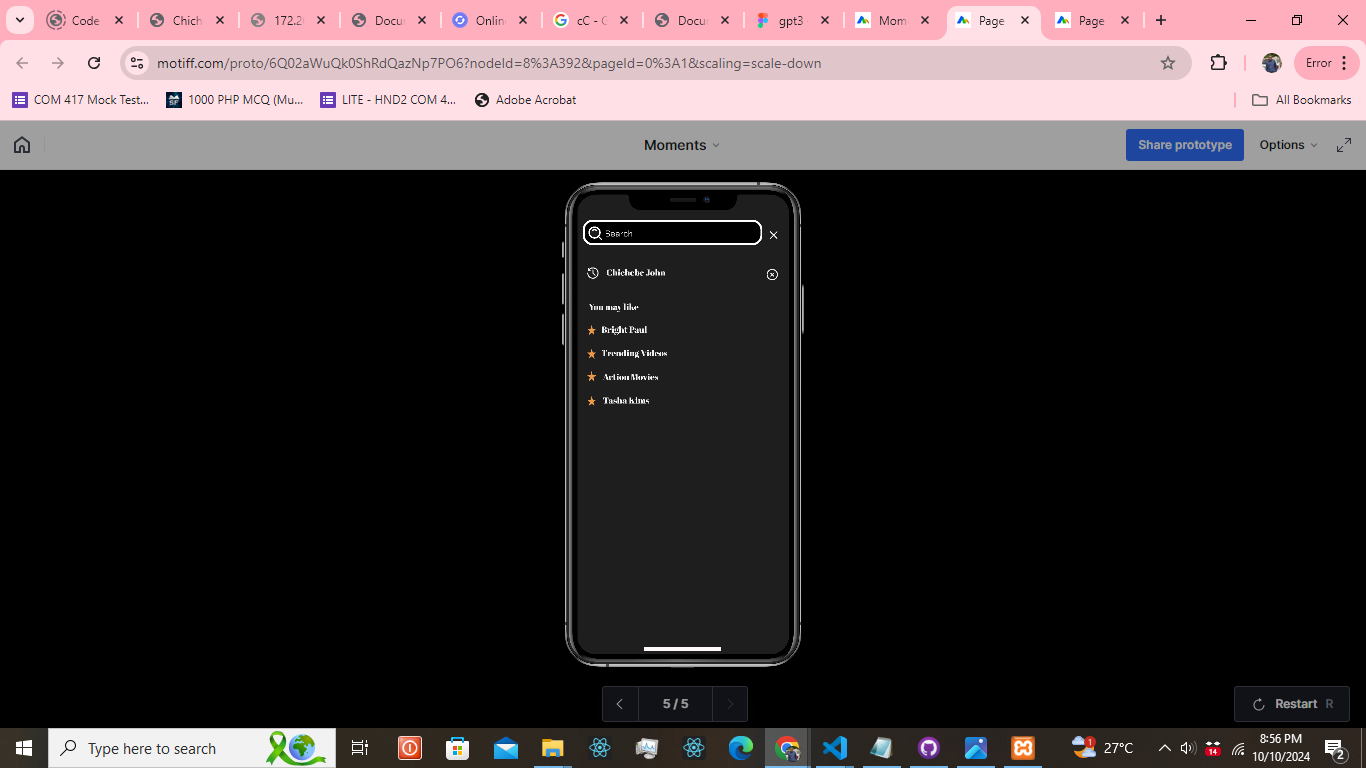 Code
Chich
172.2
Docu
Onlin
cC - G
Docu
gpt3
Mom
Page
Page
motiff.com/proto/6Q02aWuQk0ShRdQazNp7PO6?nodeId=8%3A392&pageId=0%3A1&scaling=scale-down
Error
COM 417 Mock Test...
1000 PHP MCQ (Mu...
LITE - HND2 COM 4...
Adobe Acrobat
All Bookmarks
Moments
Share prototype
Options
Search
Chichebe John
You may like
Bright Paul
Trending Videos
Action Movies
Tasha Kims
5 / 5
Restart R
Type here to search
27°C
1
14
8:56 PM
10/10/2024
2